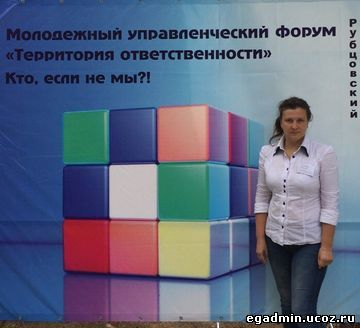 Молодежный управленческий форум
«Территория ответственности»
Кто, если не мы?!
Рубцовский
egadmin.ucoz.ru